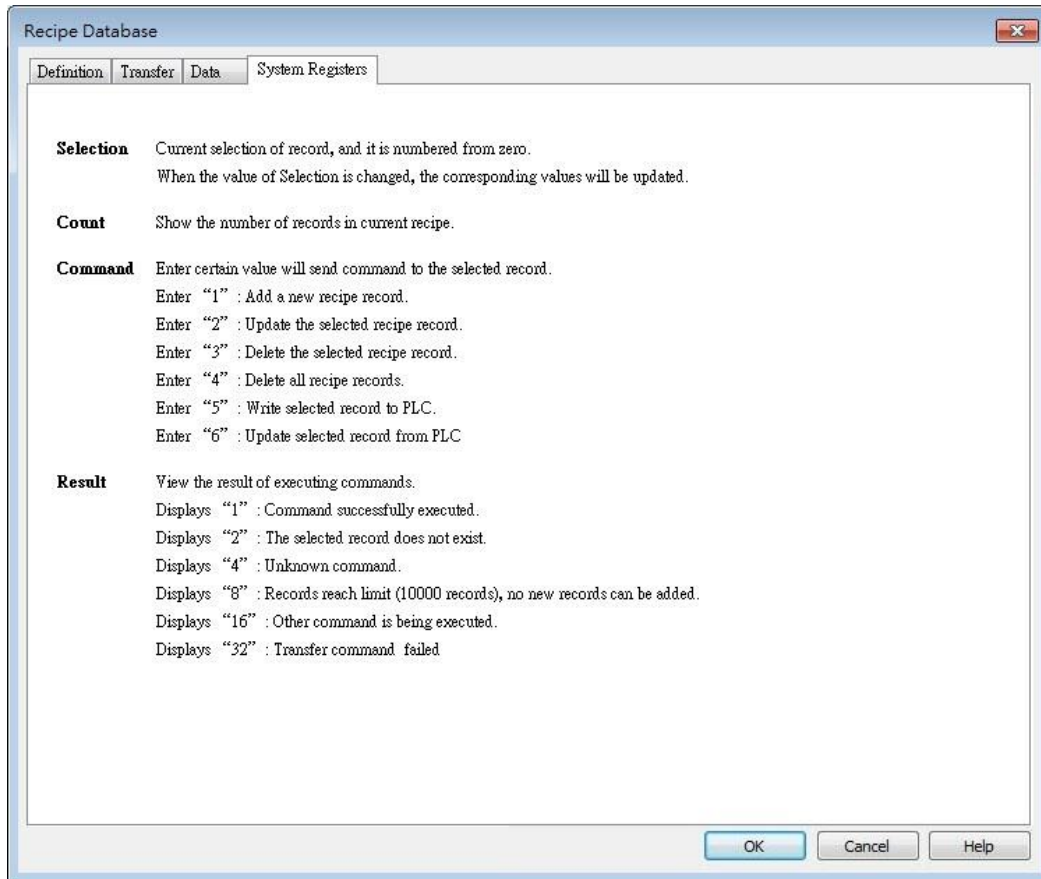 Recipe Database
Definition Transfer Data System Registers
Selection Current selection of record, and it is numbered from zero.
When the value of Selection is changed, the corresponding values will be updated.
Count Show the number of records in current recipe.
Command Enter certain value will send command to the selected record.
Enter “1” : Add a new recipe record.
Enter “2” : Update the selected recipe record.
Enter “3” : Delete the selected recipe record.
Enter “4” : Delete all recipe records.
Enter “5” : Write selected record to PLC.
Enter “6” : Update selected record from PLC
Result View the result of executing commands.
Displays “1” : Command successfully executed.
Displays “2” : The selected record does not exist.
Displays “4” : Unknown command.
Displays “8” : Records reach limit (10000 records), no new records can be added.
Displays “16” : Other command is being executed.
Displays “32” : Transfer command failed
OK Cancel Help